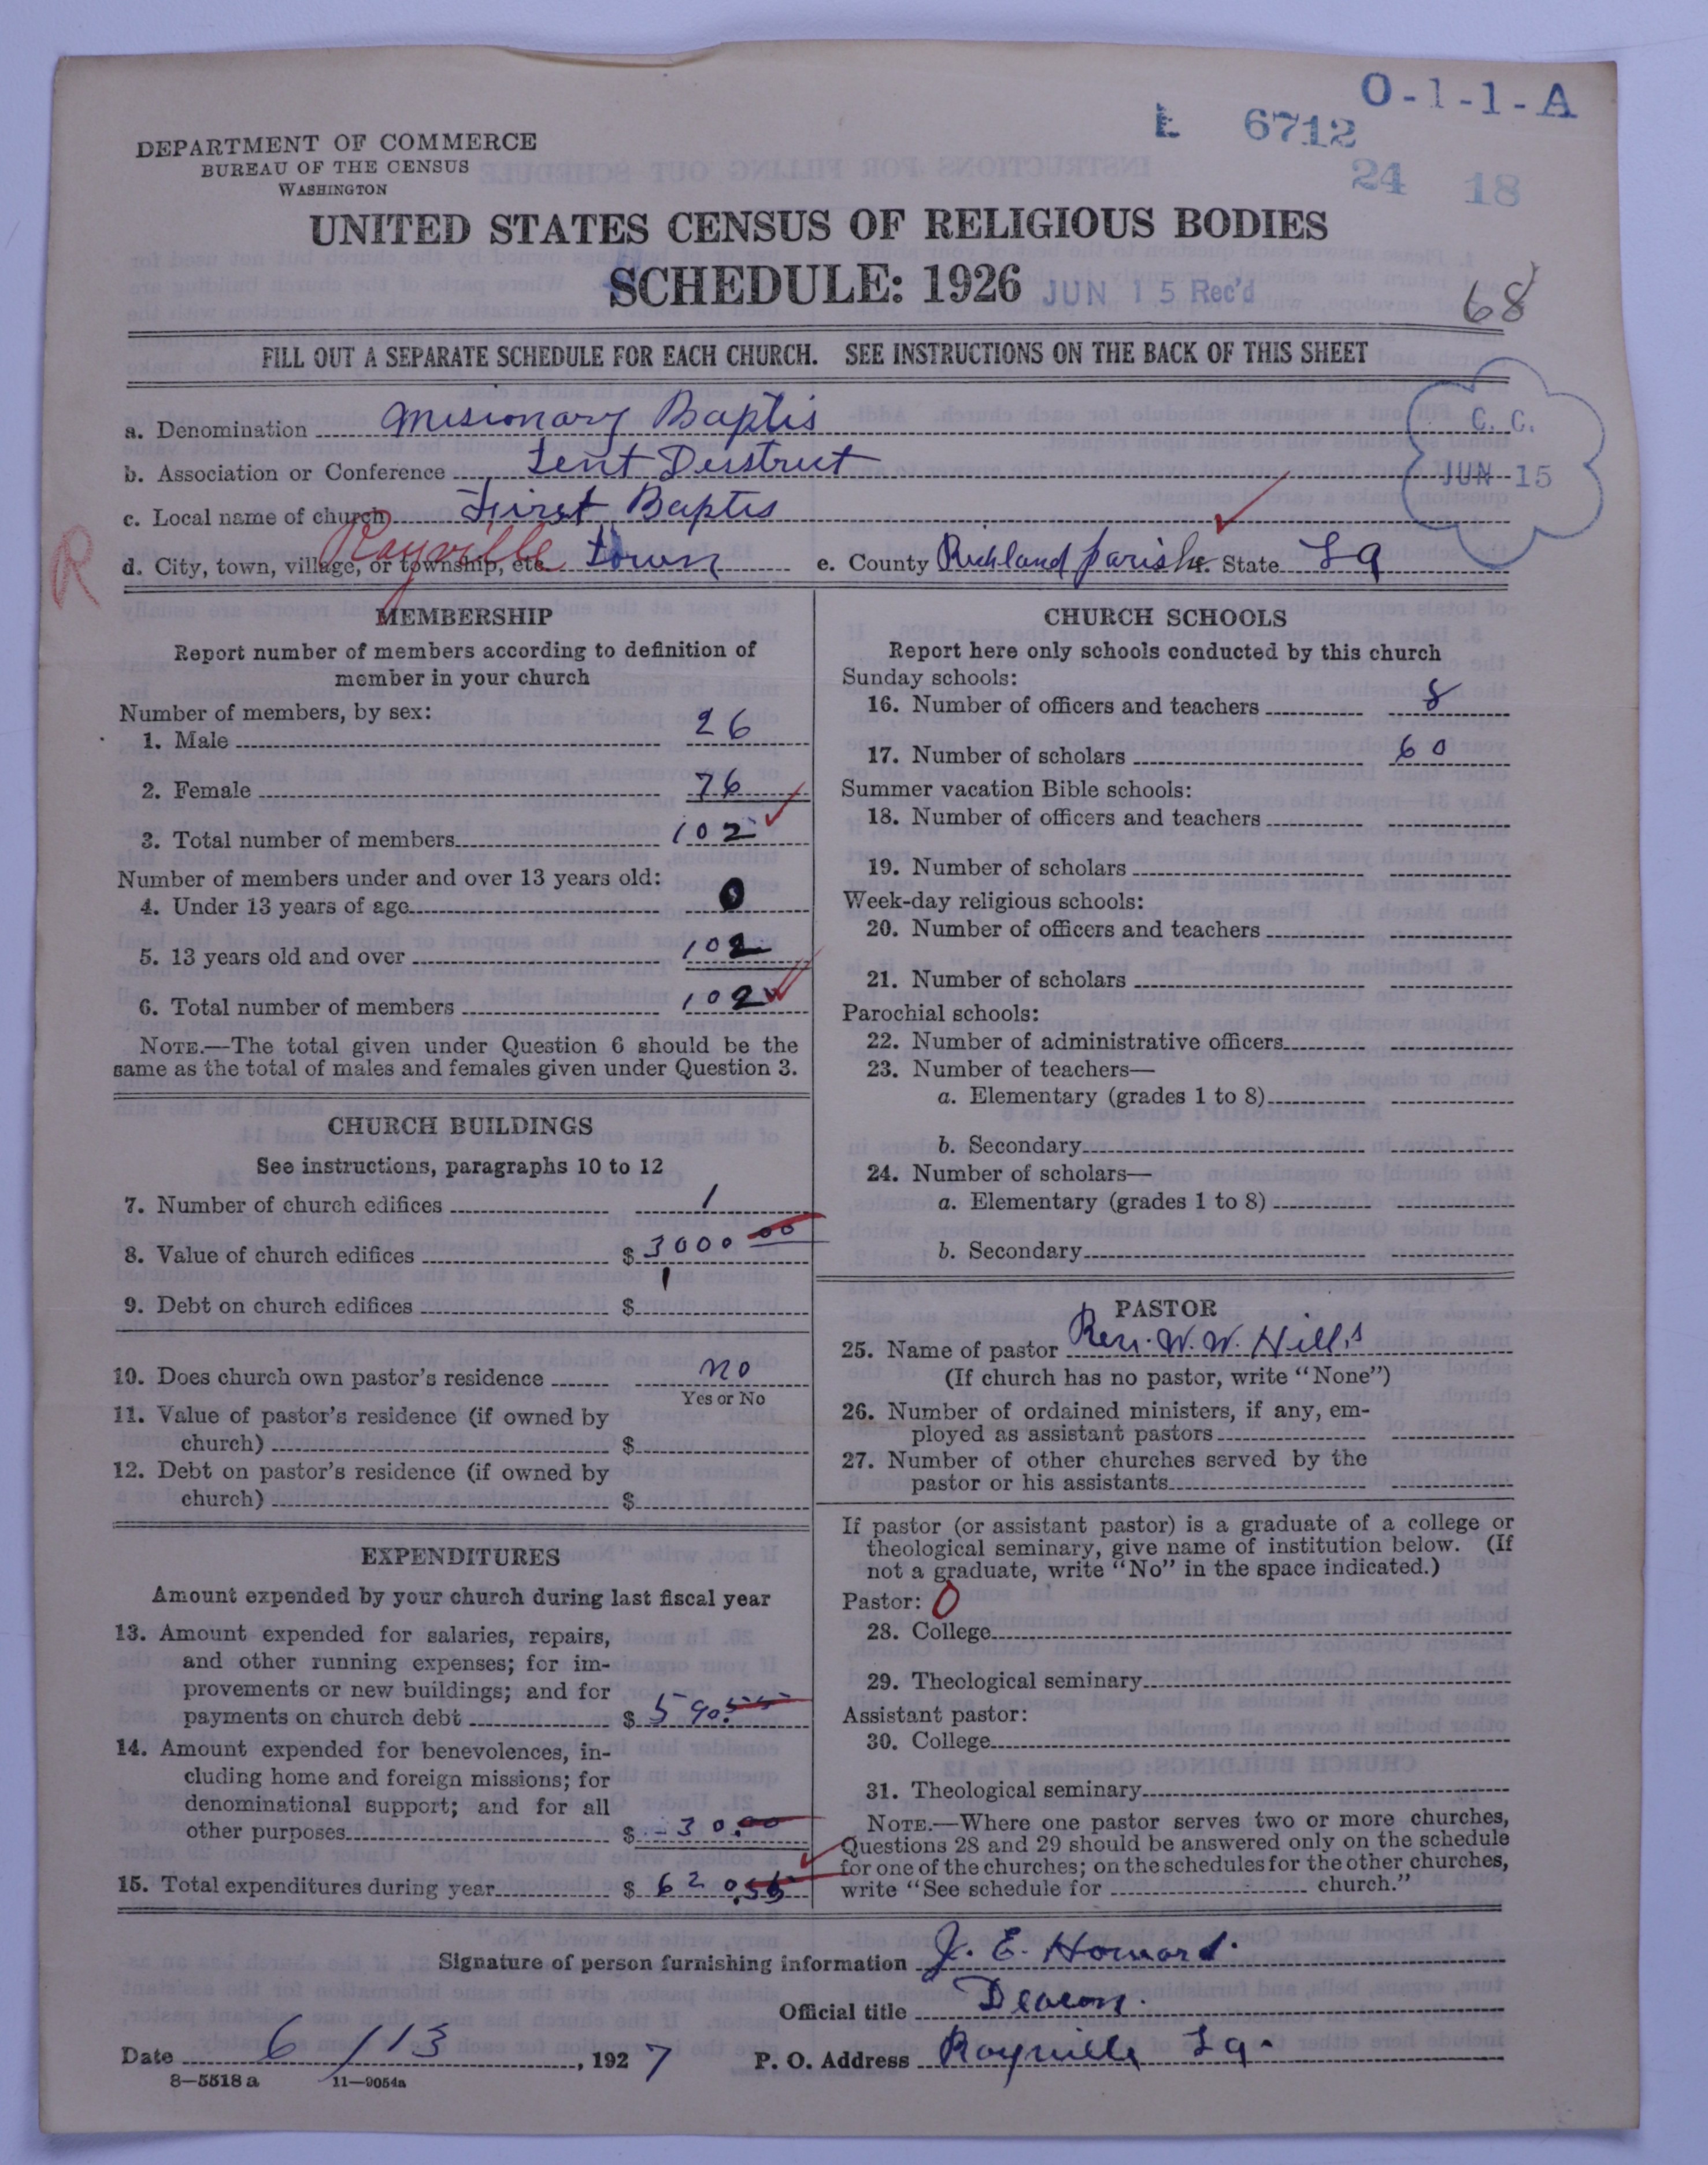 O-1-1-A
E 6712
24 18
DEPARTMENT OF COMMERCE
BUREAU OF THE CENSUS
WASHINGTON
UNITED STATES CENSUS OF RELIGIOUS BODIES
SCHEDULE: 1926 JUN 15 Rec'd
68
FILL OUT A SEPARATE SCHEDULE FOR EACH CHURCH. SEE INSTRUCTIONS ON THE BACK OF THIS SHEET
C. C.
JUN 15
a. Denomination Misionary Baptis
b. Association or Conference Tent Destruct
c. Local name of church First Baptis
R
d. City, town, village, or township, etc. Rayville town e. County Richland parish f. State La
MEMBERSHIP
Report number of members according to definition of
member in your church
Number of members, by sex:
1. Male 26
2. Female 76
3. Total number of members 102
Number of members under and over 13 years old:
4. Under 13 years of age 0
5. 13 years old and over 102
6. Total number of members 102
NOTE.—The total given under Question 6 should be the
same as the total of males and females given under Question 3.
CHURCH BUILDINGS
See instructions, paragraphs 10 to 12
7. Number of church edifices 1
8. Value of church edifices $ 3000 00
9. Debt on church edifices $
10. Does church own pastor's residence no
Yes or No
11. Value of pastor's residence (if owned by
church) $
12. Debt on pastor's residence (if owned by
church) $
EXPENDITURES
Amount expended by your church during last fiscal year
13. Amount expended for salaries, repairs,
and other running expenses; for im-
provements or new buildings; and for
payments on church debt $ 590.55
14. Amount expended for benevolences, in-
cluding home and foreign missions; for
denominational support; and for all
other purposes $ 30.00
15. Total expenditures during year $ 620.55
CHURCH SCHOOLS
Report here only schools conducted by this church
Sunday schools:
16. Number of officers and teachers 8
17. Number of scholars 60
Summer vacation Bible schools:
18. Number of officers and teachers
19. Number of scholars
Week-day religious schools:
20. Number of officers and teachers
21. Number of scholars
Parochial schools:
22. Number of administrative officers
23. Number of teachers—
a. Elementary (grades 1 to 8)
b. Secondary
24. Number of scholars—
a. Elementary (grades 1 to 8)
b. Secondary
PASTOR
25. Name of pastor Rev. W. W. Hills
(If church has no pastor, write "None")
26. Number of ordained ministers, if any, em-
ployed as assistant pastors
27. Number of other churches served by the
pastor or his assistants
If pastor (or assistant pastor) is a graduate of a college or
theological seminary, give name of institution below. (If
not a graduate, write "No" in the space indicated.)
Pastor: 0
28. College
29. Theological seminary
Assistant pastor:
30. College
31. Theological seminary
NOTE.—Where one pastor serves two or more churches,
Questions 28 and 29 should be answered only on the schedule
for one of the churches; on the schedules for the other churches,
write "See schedule for church."
Signature of person furnishing information J. E. Howard.
Official title Deacon.
Date 6/13, 1927 P. O. Address Rayville La.
8-5518 a 11-9054a